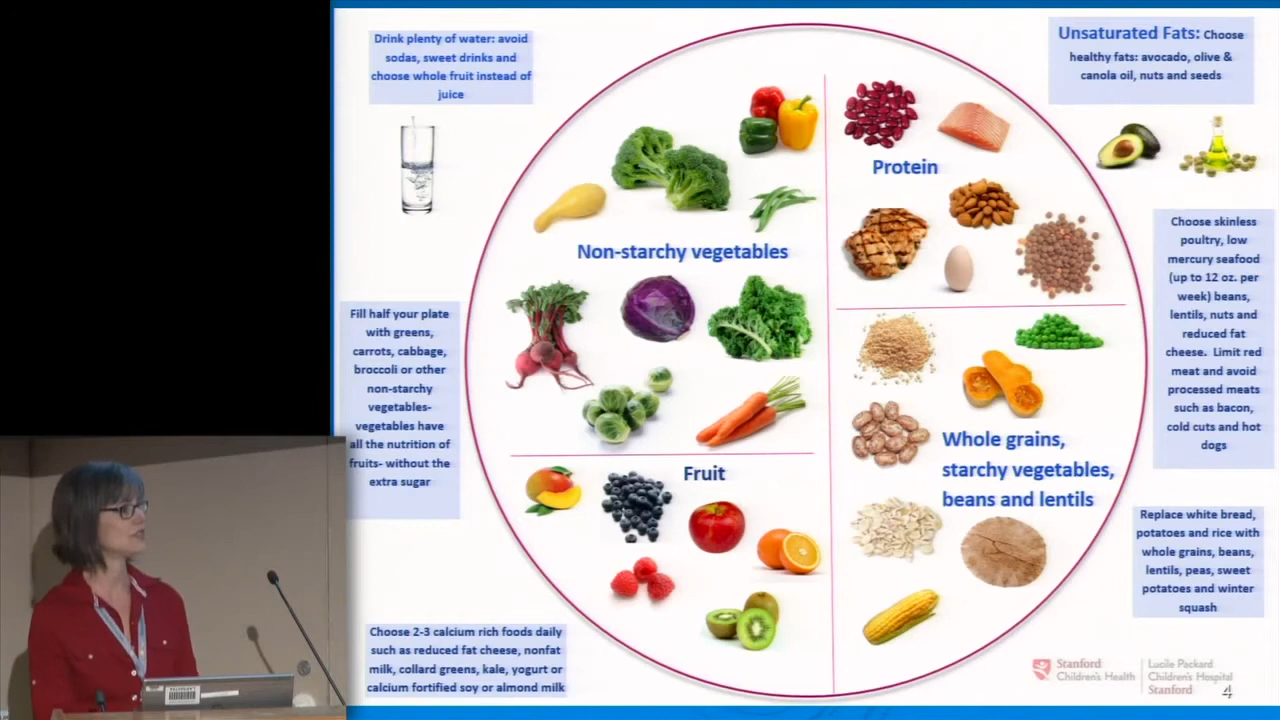 Drink plenty of water: avoid
sodas, sweet drinks and
choose whole fruit instead of
juice
Unsaturated Fats: Choose
healthy fats: avocado, olive &
canola oil, nuts and seeds
Protein
Non-starchy vegetables
Choose skinless
poultry, low
mercury seafood
(up to 12 oz. per
week) beans,
lentils, nuts and
reduced fat
cheese. Limit red
meat and avoid
processed meats
such as bacon,
cold cuts and hot
dogs
Fill half your plate
with greens,
carrots, cabbage,
broccoli or other
non-starchy
vegetables-
vegetables have
all the nutrition of
fruits- without the
extra sugar
Whole grains,
starchy vegetables,
beans and lentils
Fruit
Replace white bread,
potatoes and rice with
whole grains, beans,
lentils, peas, sweet
potatoes and winter
squash
Choose 2-3 calcium rich foods daily
such as reduced fat cheese, nonfat
milk, collard greens, kale, yogurt or
calcium fortified soy or almond milk
Stanford
Children's Health
Lucile Packard
Children's Hospital
Stanford
4